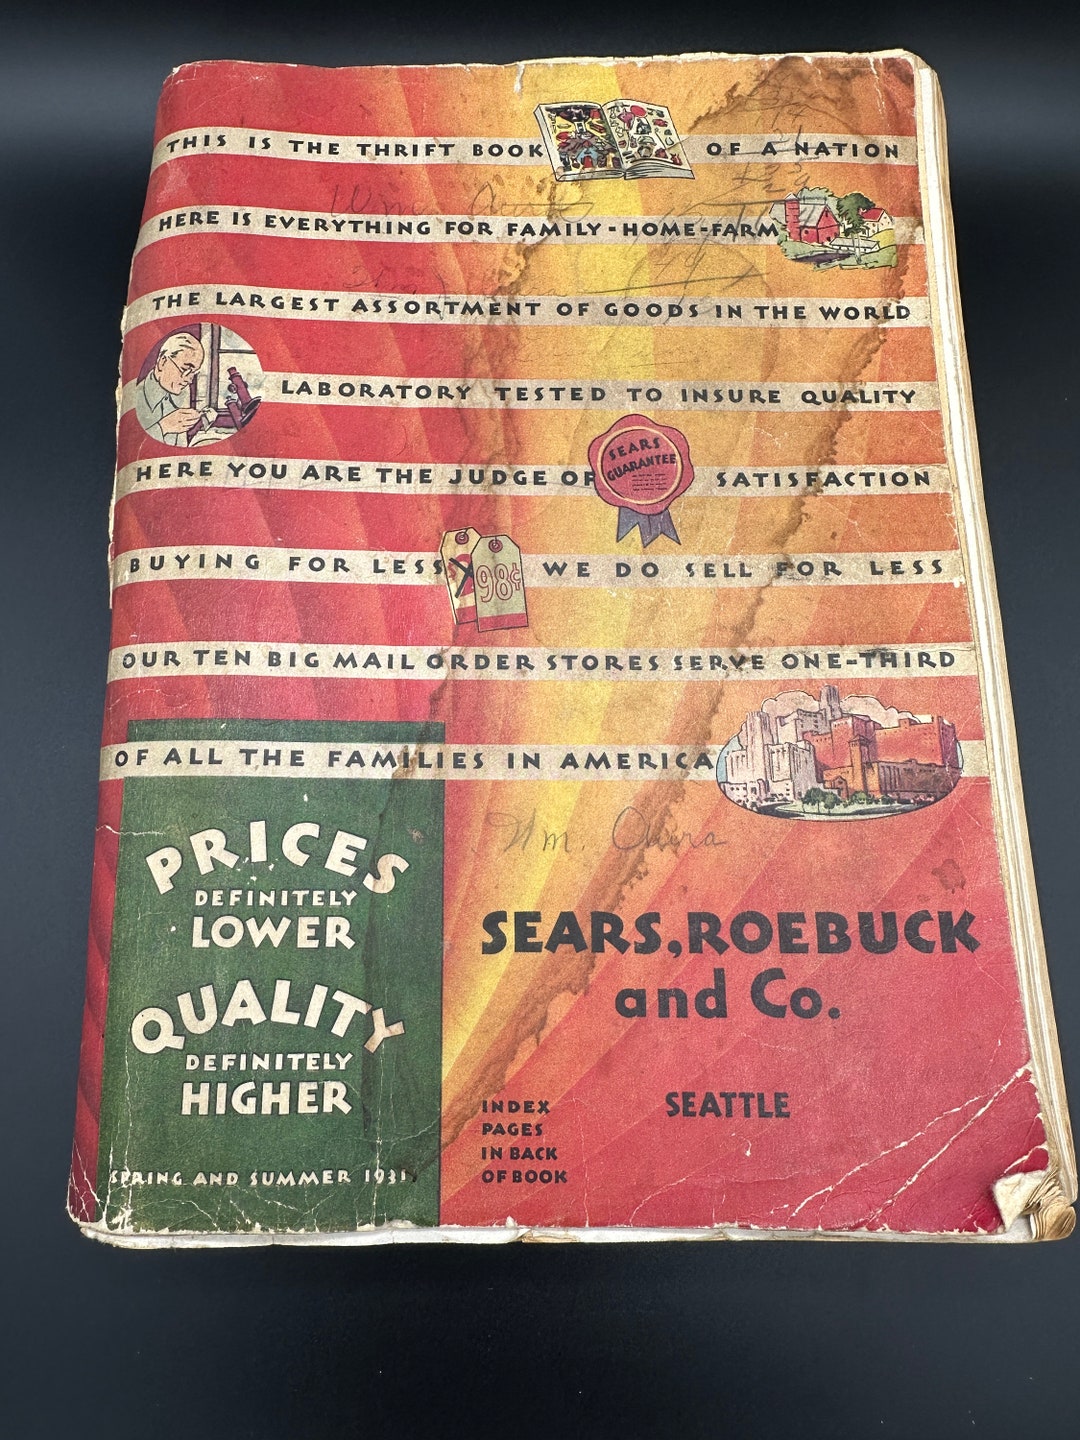 THIS IS THE THRIFT BOOK OF A NATION
HERE IS EVERYTHING FOR FAMILY-HOME-FARM
THE LARGEST ASSORTMENT OF GOODS IN THE WORLD
LABORATORY TESTED TO INSURE QUALITY
HERE YOU ARE THE JUDGE OF SATISFACTION
SEARS
GUARANTEE
BUYING FOR LESS WE DO SELL FOR LESS
98¢
OUR TEN BIG MAIL ORDER STORES SERVE ONE-THIRD
OF ALL THE FAMILIES IN AMERICA
PRICES
DEFINITELY
LOWER
QUALITY
DEFINITELY
HIGHER
SPRING AND SUMMER 1931
Wm.
SEARS, ROEBUCK
and Co.
SEATTLE
INDEX
PAGES
IN BACK
OF BOOK